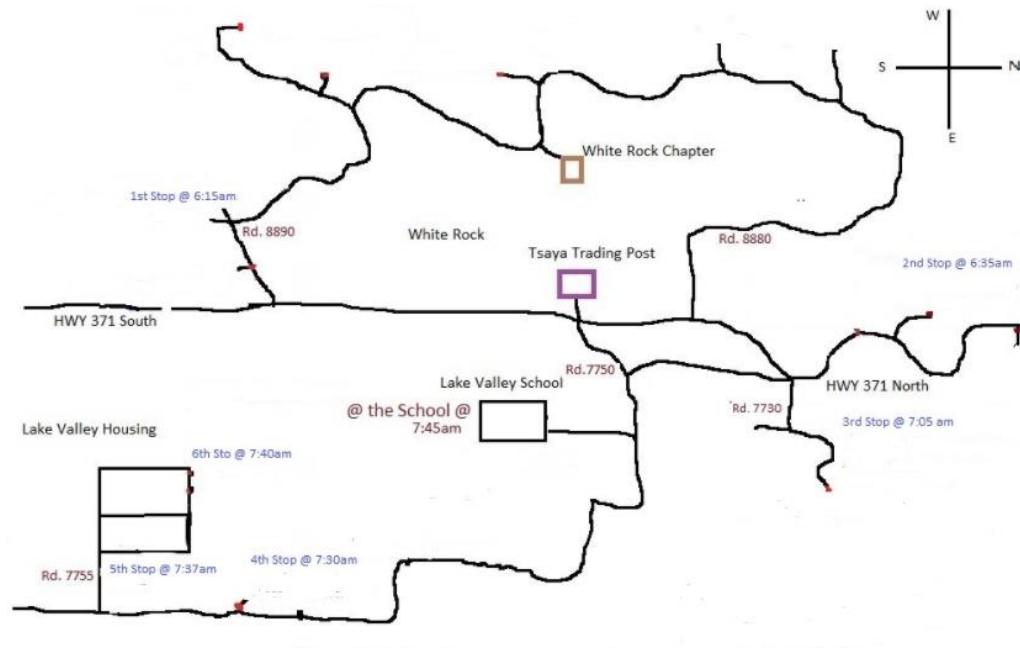 W
S
N
E
White Rock Chapter
1st Stop @ 6:15am
Rd. 8890
White Rock
Rd. 8880
Tsaya Trading Post
2nd Stop @ 6:35am
HWY 371 South
Rd.7750
HWY 371 North
Lake Valley School
@ the School @
7:45am
Rd. 7730
3rd Stop @ 7:05 am
Lake Valley Housing
6th Sto @ 7:40am
4th Stop @ 7:30am
5th Stop @ 7:37am
Rd. 7755